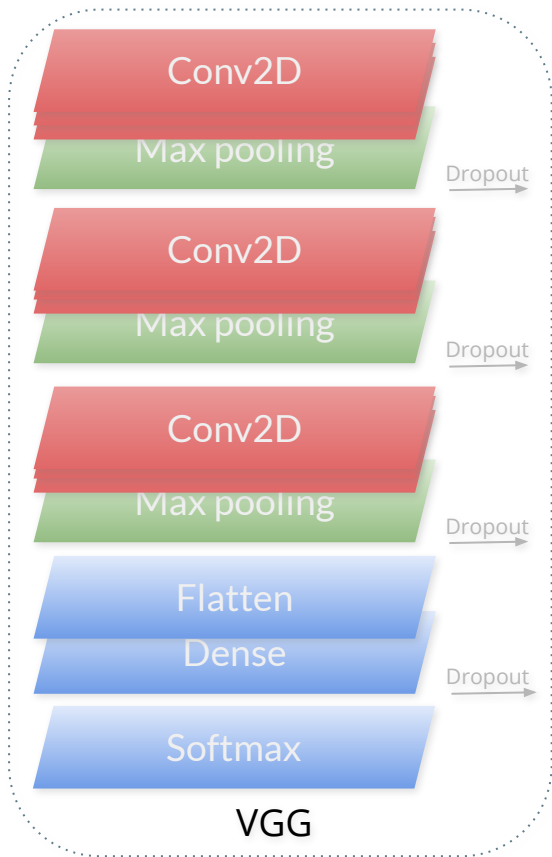 Conv2D
Max pooling
Dropout
Conv2D
Max pooling
Dropout
Conv2D
Max pooling
Dropout
Flatten
Dense
Dropout
Softmax
VGG